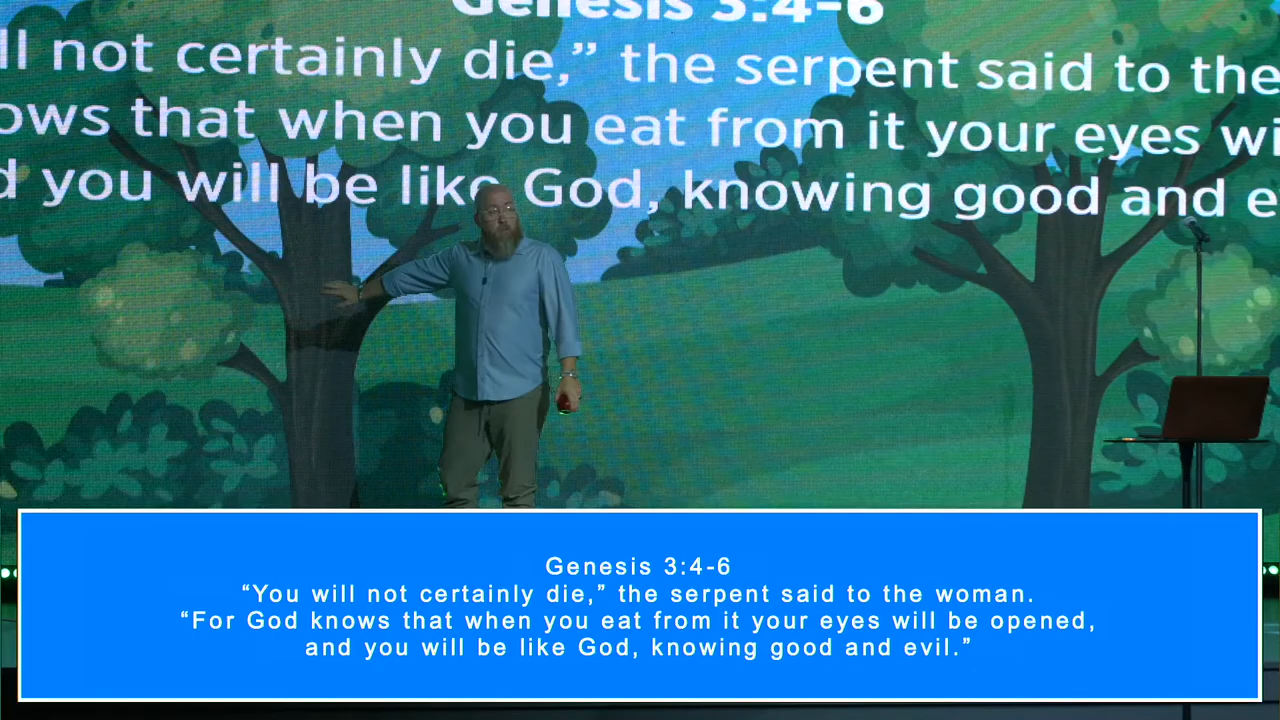 Genesis 3:4-6
ll not certainly die,” the serpent said to the
ows that when you eat from it your eyes wi
d you will be like God, knowing good and e
Genesis 3:4-6
“You will not certainly die,” the serpent said to the woman.
“For God knows that when you eat from it your eyes will be opened,
and you will be like God, knowing good and evil.”